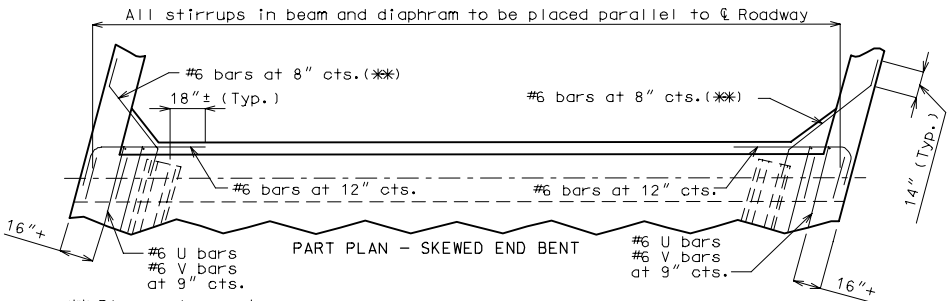 All stirrups in beam and diaphram to be placed parallel to ℄ Roadway
#6 bars at 8" cts.(**)
18"± (Typ.)
#6 bars at 8" cts.(**)
14" (Typ.)
#6 bars at 12" cts.
#6 bars at 12" cts.
16"+
#6 U bars
#6 V bars
at 9" cts.
PART PLAN - SKEWED END BENT
#6 U bars
#6 V bars
at 9" cts.
16"+